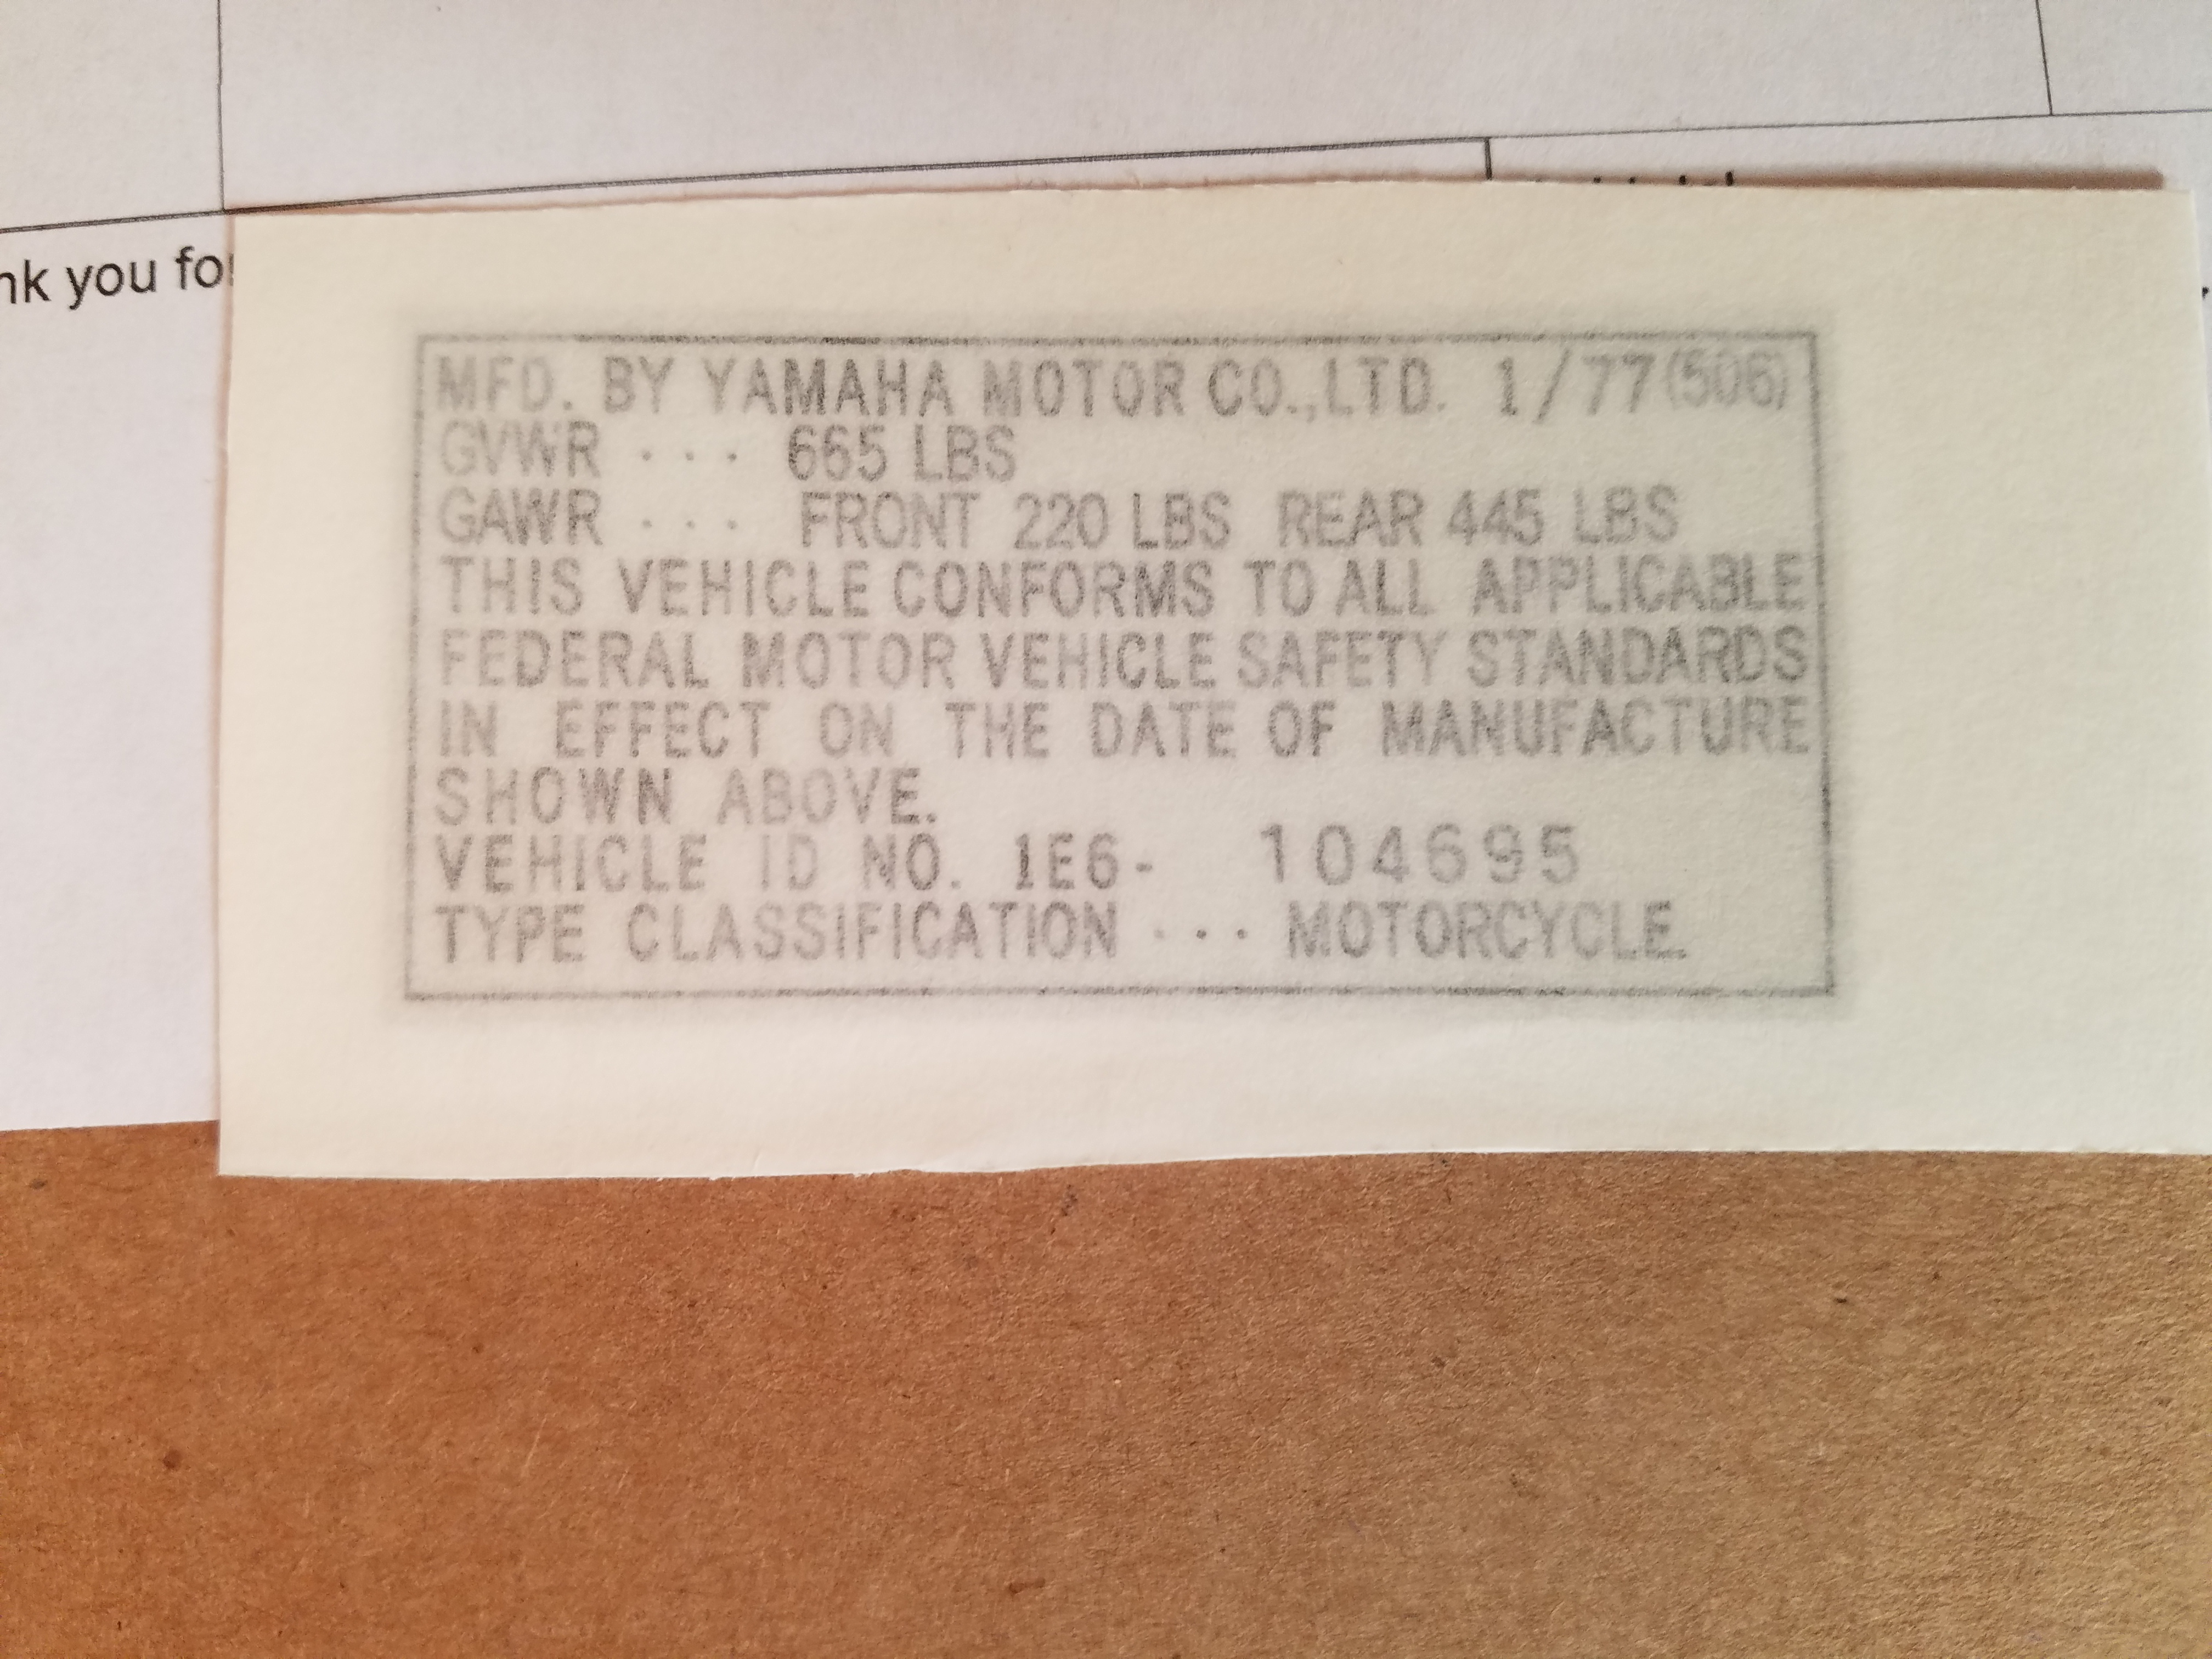 nk you for
MFD. BY YAMAHA MOTOR CO.,LTD. 1/77(506)
GVWR ... 665 LBS
GAWR ... FRONT 220 LBS REAR 445 LBS
THIS VEHICLE CONFORMS TO ALL APPLICABLE
FEDERAL MOTOR VEHICLE SAFETY STANDARDS
IN EFFECT ON THE DATE OF MANUFACTURE
SHOWN ABOVE.
VEHICLE ID NO. 1E6- 104695
TYPE CLASSIFICATION ... MOTORCYCLE.